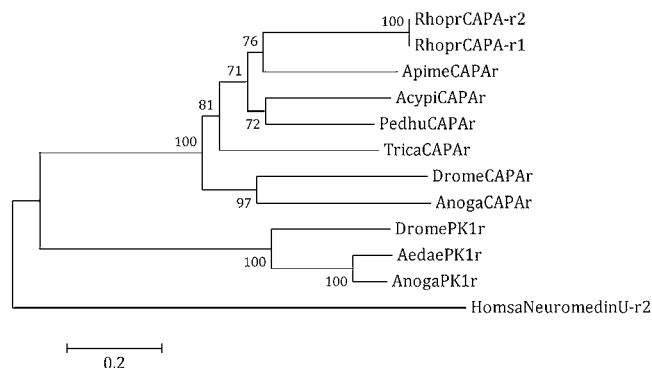 100 RhoprCAPA-r2
RhoprCAPA-r1
76
ApimeCAPAr
71
AcypiCAPAr
72 PedhuCAPAr
81
TricaCAPAr
100
DromeCAPAr
97 AnogaCAPAr
DromePK1r
100
AedaePK1r
100 AnogaPK1r
HomsaNeuromedinU-r2
0.2